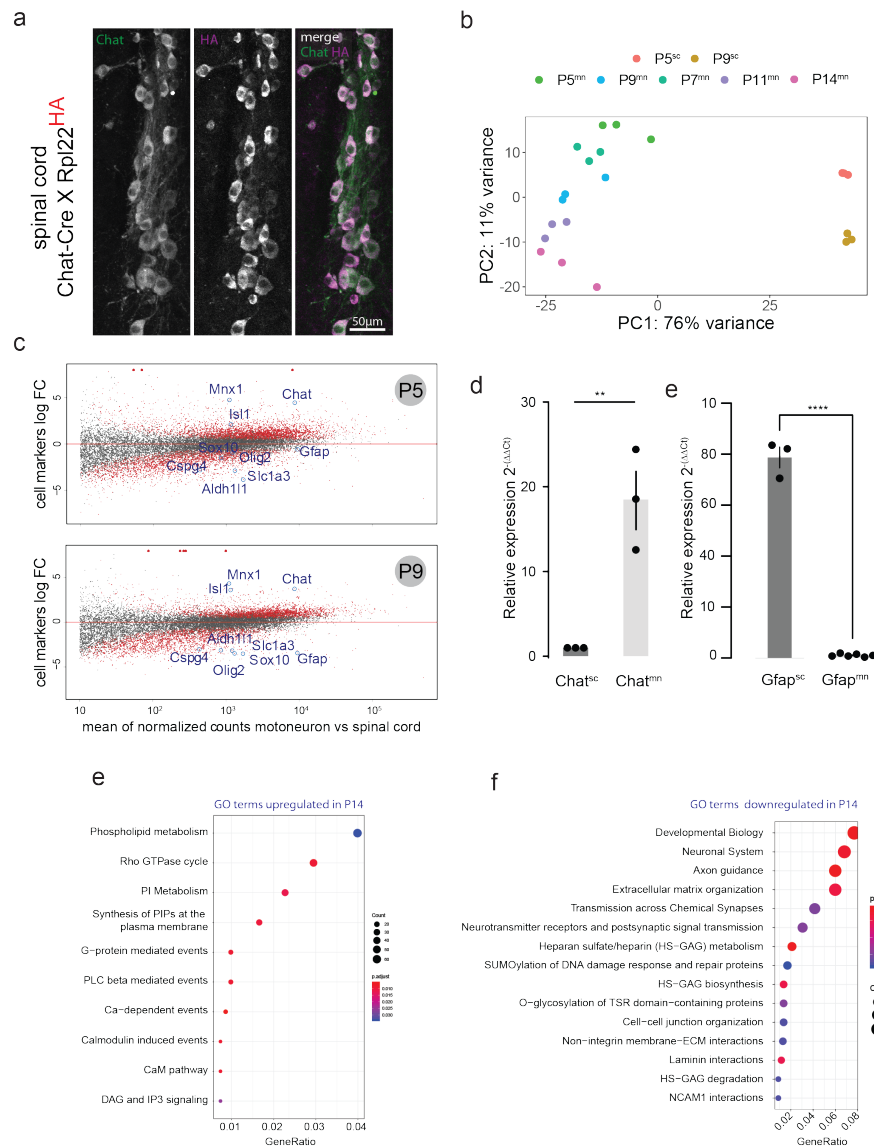 a
Chat
HA
merge
Chat HA
50µm
spinal cord
Chat-Cre X Rpl22HA
b
P5sc P9sc
P5mn P9mn P7mn P11mn P14mn
PC2: 11% variance
10
0
-10
-20
-25 0 25
PC1: 76% variance
c
cell markers log FC
5
0
-5
P5
Mnx1
Chat
Isl1
Sox10
Olig2
Gfap
Cspg4
Slc1a3
Aldh1l1
cell markers log FC
5
0
-5
P9
Mnx1
Isl1
Chat
Aldh1l1
Slc1a3
Cspg4
Sox10
Gfap
Olig2
10 10² 10³ 10⁴ 10⁵
mean of normalized counts motoneuron vs spinal cord
d
Relative expression 2-(ΔΔCt)
30
20
10
0
**
Chatsc Chatmn
e
Relative expression 2-(ΔΔCt)
10
80
60
10
0
****
Gfapsc Gfapmn
e
GO terms upregulated in P14
Phospholipid metabolism
Rho GTPase cycle
PI Metabolism
Synthesis of PIPs at the
plasma membrane
G-protein mediated events
PLC beta mediated events
Ca-dependent events
Calmodulin induced events
CaM pathway
DAG and IP3 signaling
0.01 0.02 0.03 0.04
GeneRatio
Count
20
30
40
p.adjust
0.010
0.015
f
GO terms downregulated in P14
Developmental Biology
Neuronal System
Axon guidance
Extracellular matrix organization
Transmission across Chemical Synapses
Neurotransmitter receptors and postsynaptic signal transmission
Heparan sulfate/heparin (HS-GAG) metabolism
SUMOylation of DNA damage response and repair proteins
HS-GAG biosynthesis
O-glycosylation of TSR domain-containing proteins
Cell-cell junction organization
Non-integrin membrane-ECM interactions
Laminin interactions
HS-GAG degradation
NCAM1 interactions
0.02 0.04 0.06 0.08
GeneRatio